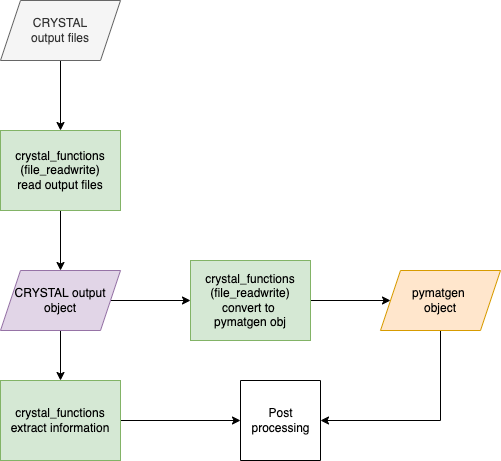 CRYSTAL
output files
crystal_functions
(file_readwrite)
read output files
CRYSTAL output
object
crystal_functions
(file_readwrite)
convert to
pymatgen obj
pymatgen
object
crystal_functions
extract information
Post
processing